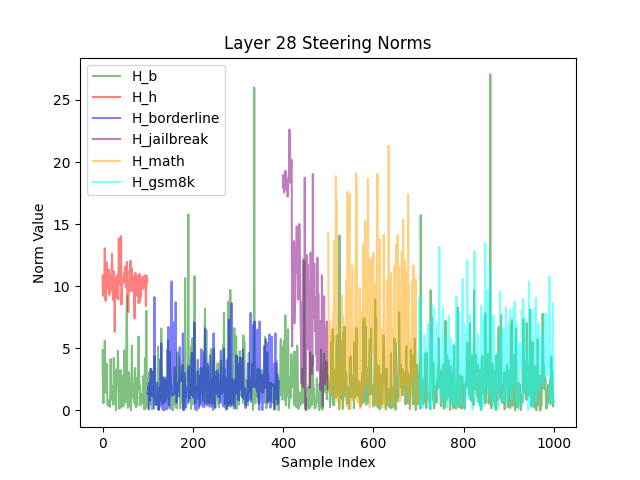 Layer 28 Steering Norms
H_b
H_h
H_borderline
H_jailbreak
H_math
H_gsm8k
Norm Value
25
20
15
10
5
0
0 200 400 600 800 1000
Sample Index